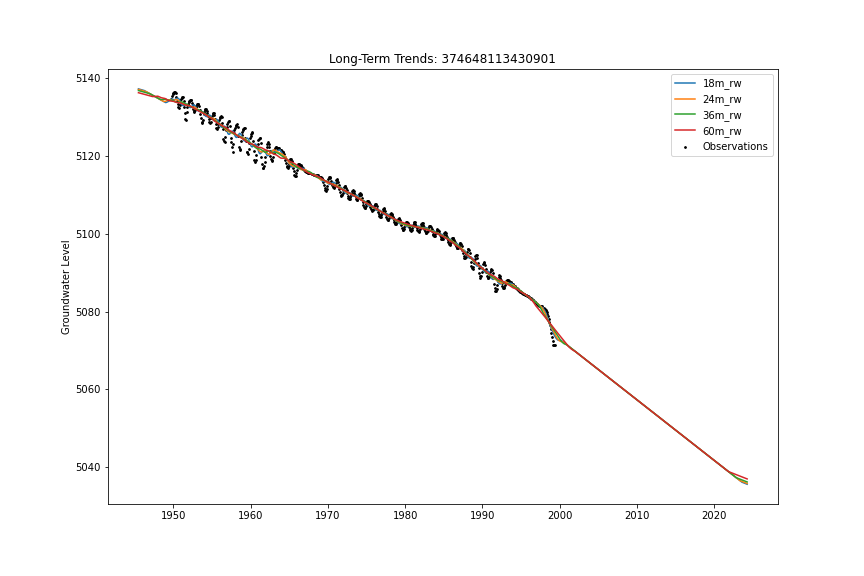 Long-Term Trends: 374648113430901
Groundwater Level
5140
5120
5100
5080
5060
5040
1950
1960
1970
1980
1990
2000
2010
2020
18m_rw
24m_rw
36m_rw
60m_rw
Observations